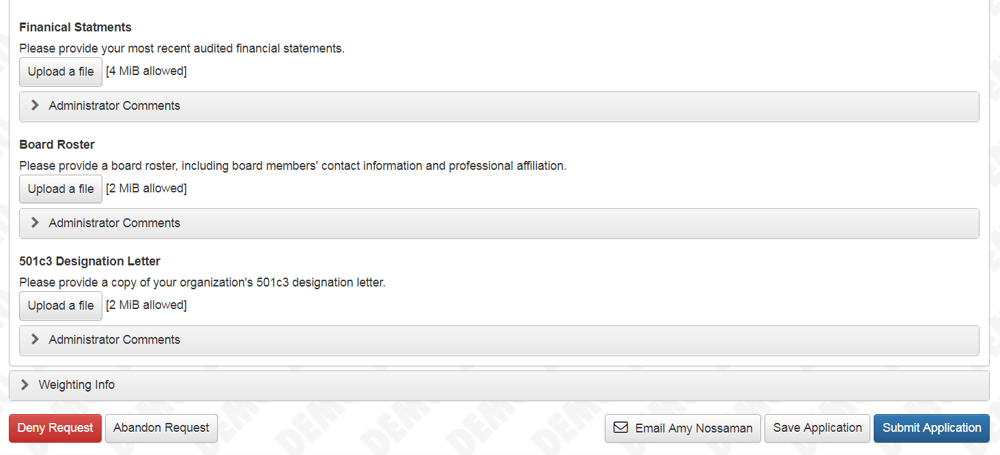 Finanical Statments
Please provide your most recent audited financial statements.
Upload a file [4 MiB allowed]
Administrator Comments
Board Roster
Please provide a board roster, including board members' contact information and professional affiliation.
Upload a file [2 MiB allowed]
Administrator Comments
501c3 Designation Letter
Please provide a copy of your organization's 501c3 designation letter.
Upload a file [2 MiB allowed]
Administrator Comments
Weighting Info
Deny Request Abandon Request Email Amy Nossaman Save Application Submit Application